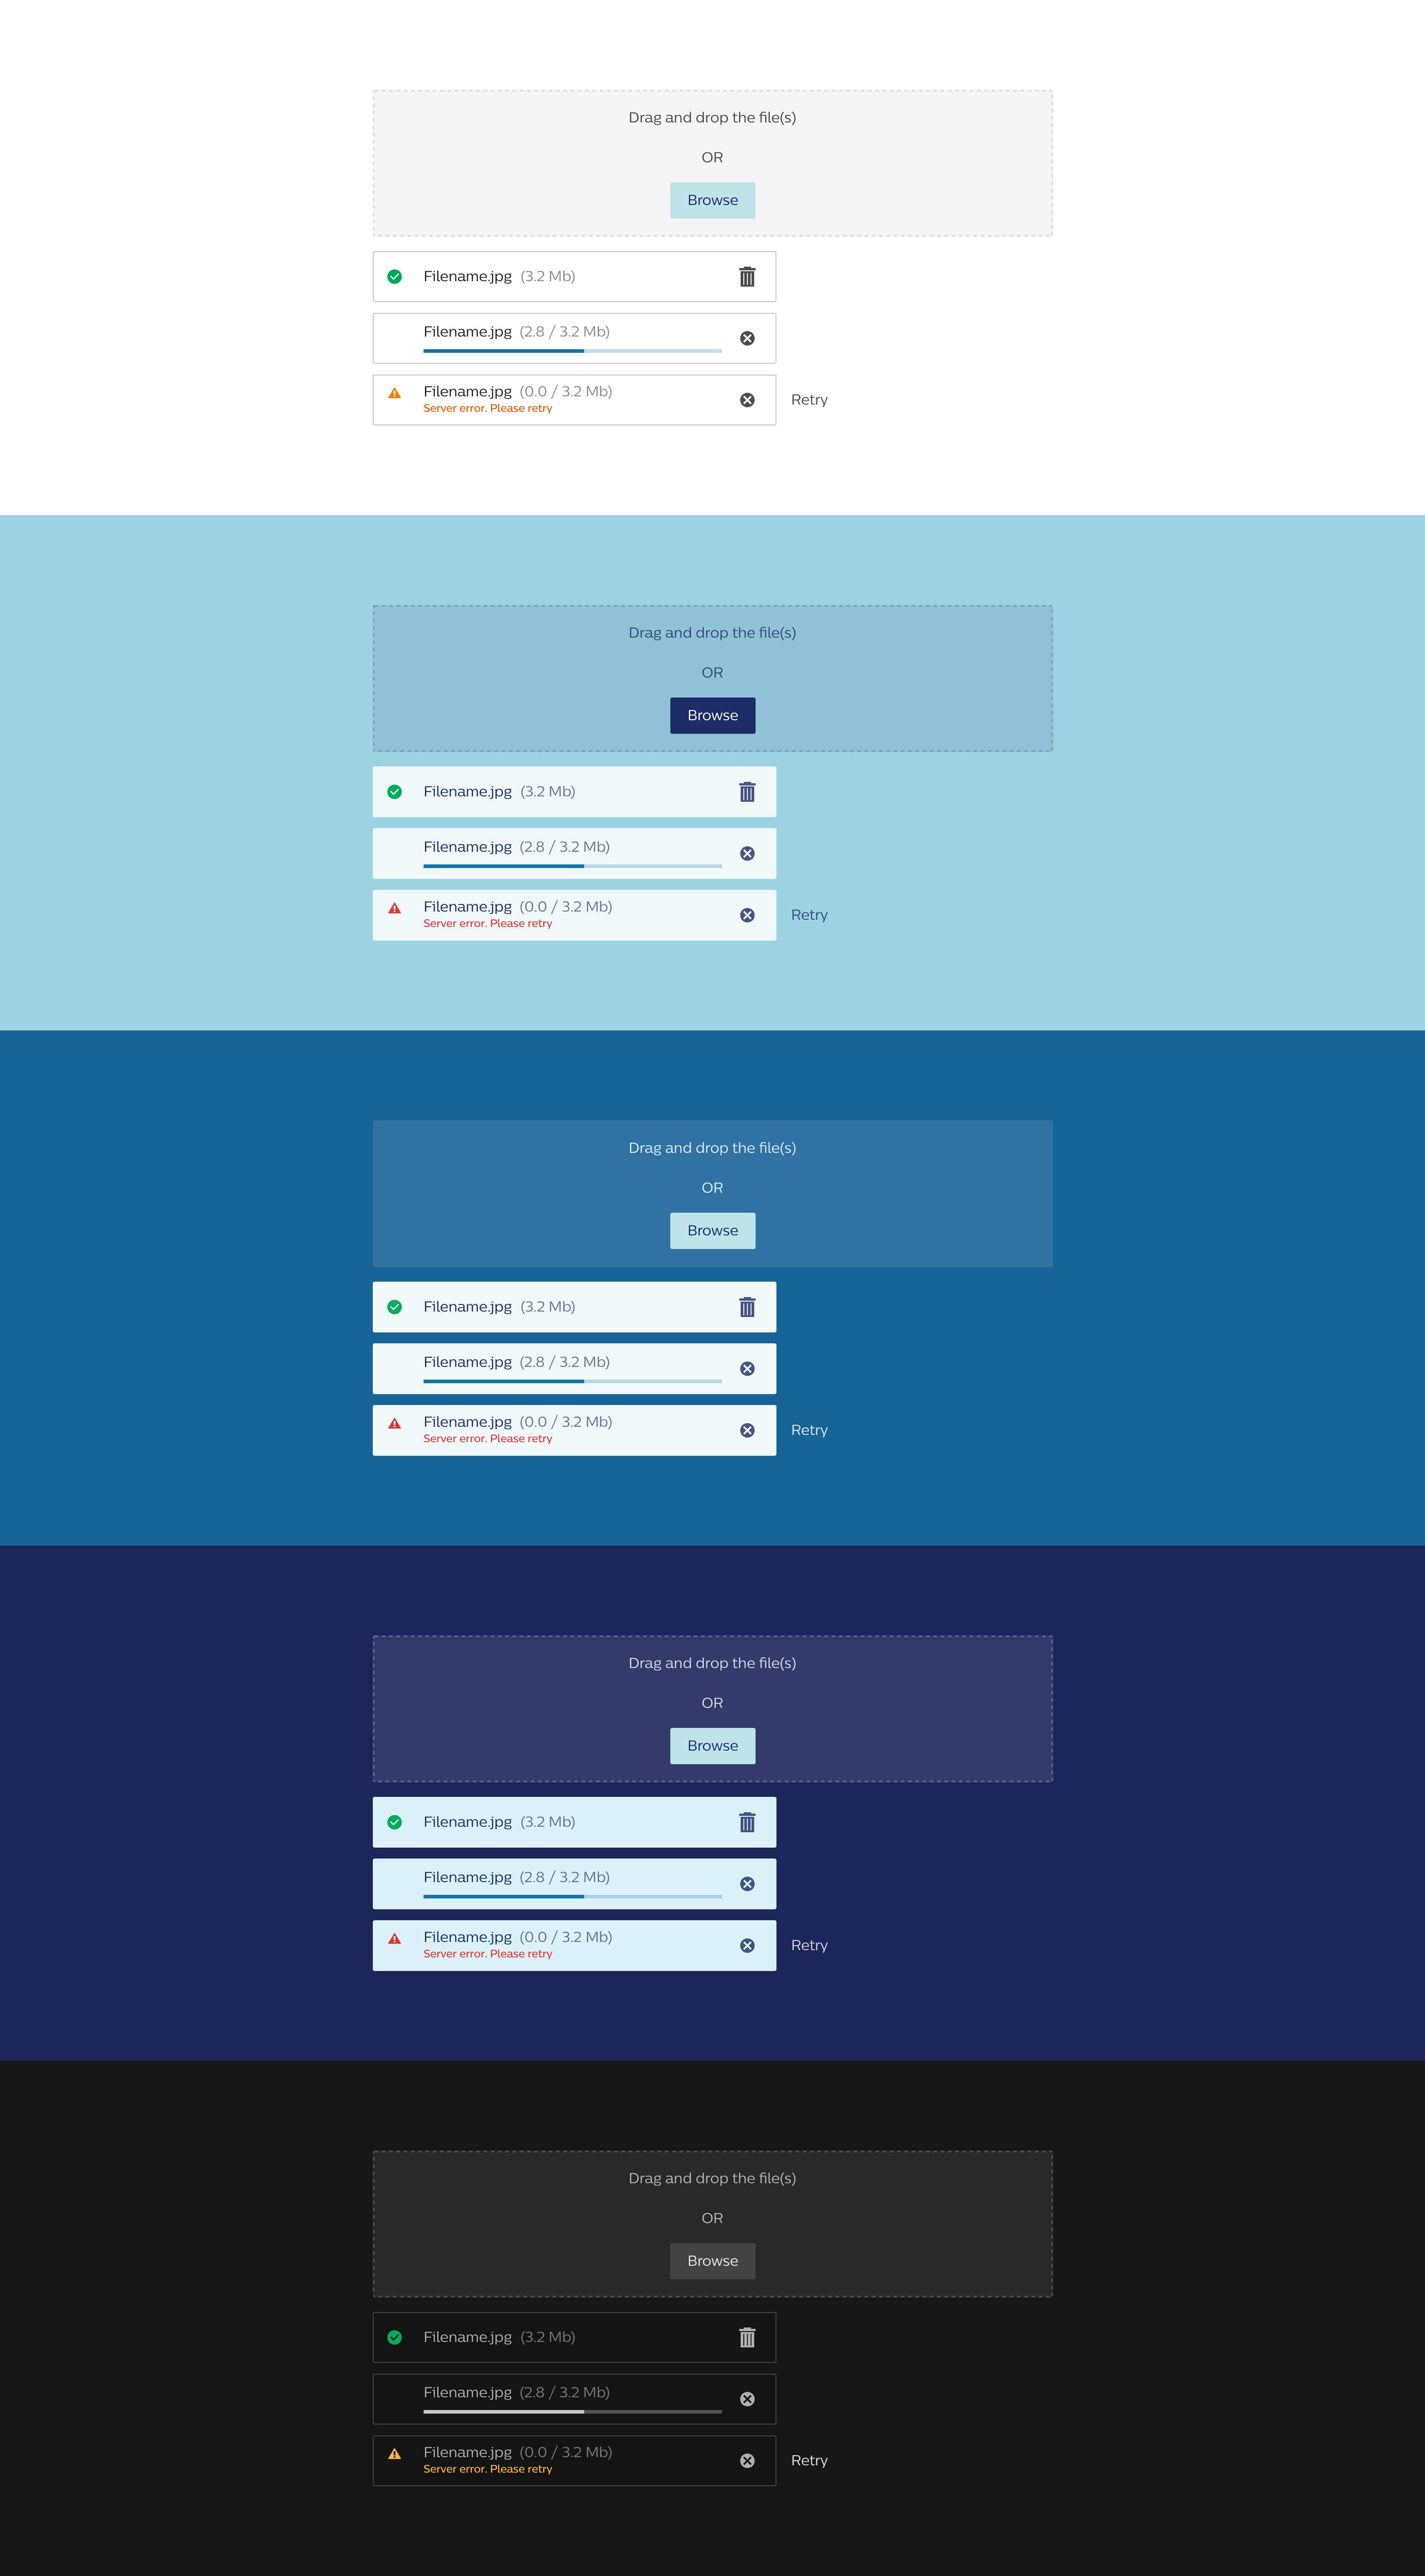 Drag and drop the file(s)
OR
Browse
Filename.jpg (3.2 Mb)
Filename.jpg (2.8 / 3.2 Mb)
Filename.jpg (0.0 / 3.2 Mb)
Server error. Please retry
Retry
Drag and drop the file(s)
OR
Browse
Filename.jpg (3.2 Mb)
Filename.jpg (2.8 / 3.2 Mb)
Filename.jpg (0.0 / 3.2 Mb)
Server error. Please retry
Retry
Drag and drop the file(s)
OR
Browse
Filename.jpg (3.2 Mb)
Filename.jpg (2.8 / 3.2 Mb)
Filename.jpg (0.0 / 3.2 Mb)
Server error. Please retry
Retry
Drag and drop the file(s)
OR
Browse
Filename.jpg (3.2 Mb)
Filename.jpg (2.8 / 3.2 Mb)
Filename.jpg (0.0 / 3.2 Mb)
Server error. Please retry
Retry
Drag and drop the file(s)
OR
Browse
Filename.jpg (3.2 Mb)
Filename.jpg (2.8 / 3.2 Mb)
Filename.jpg (0.0 / 3.2 Mb)
Server error. Please retry
Retry